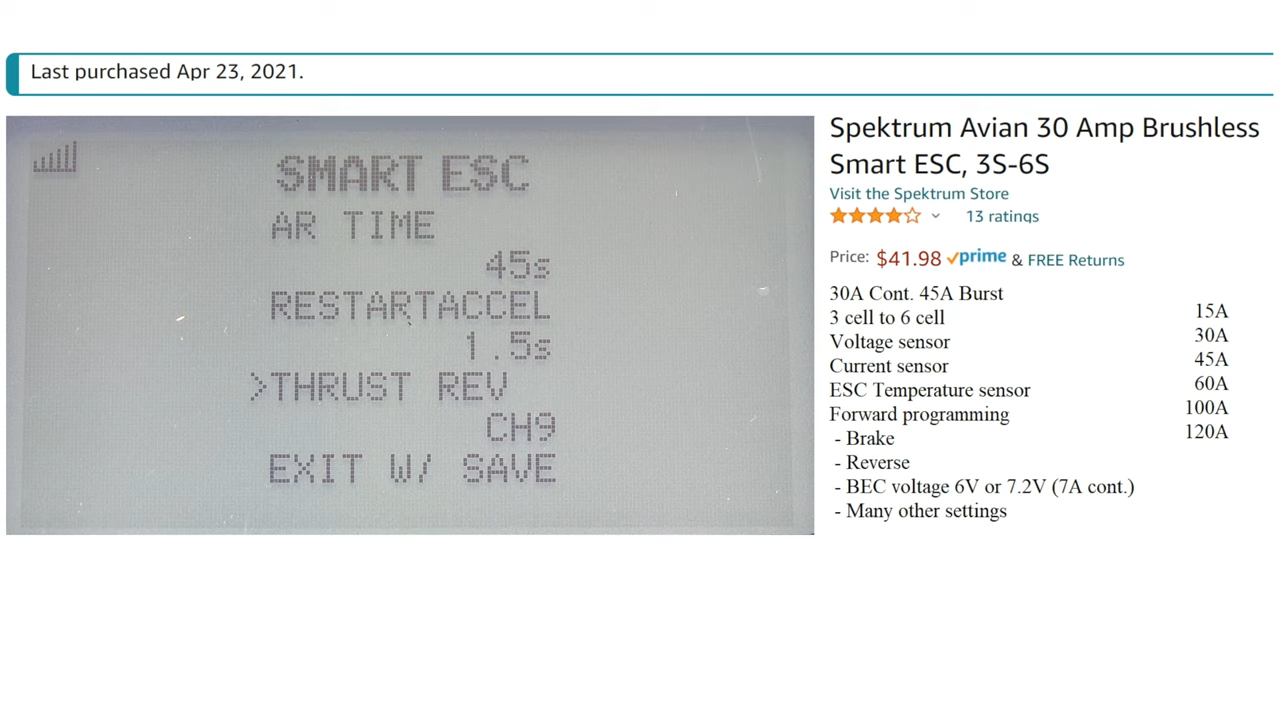 Last purchased Apr 23, 2021.
SMART ESC
AR TIME
45s
RESTARTACCEL
1.5s
>THRUST REV
CH9
EXIT W/ SAVE
Spektrum Avian 30 Amp Brushless
Smart ESC, 3S-6S
Visit the Spektrum Store
13 ratings
Price: $41.98 prime & FREE Returns
30A Cont. 45A Burst
3 cell to 6 cell
Voltage sensor
Current sensor
ESC Temperature sensor
Forward programming
- Brake
- Reverse
- BEC voltage 6V or 7.2V (7A cont.)
- Many other settings
15A
30A
45A
60A
100A
120A